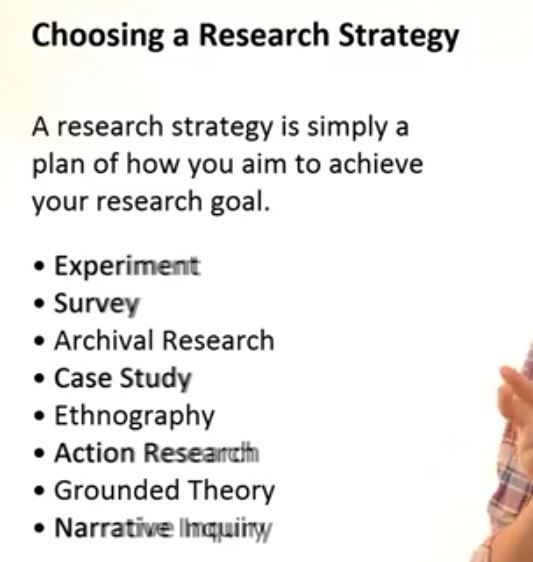 Choosing a Research Strategy
A research strategy is simply a
plan of how you aim to achieve
your research goal.
• Experiment
• Survey
• Archival Research
• Case Study
• Ethnography
• Action Research
• Grounded Theory
• Narrative Inquiry